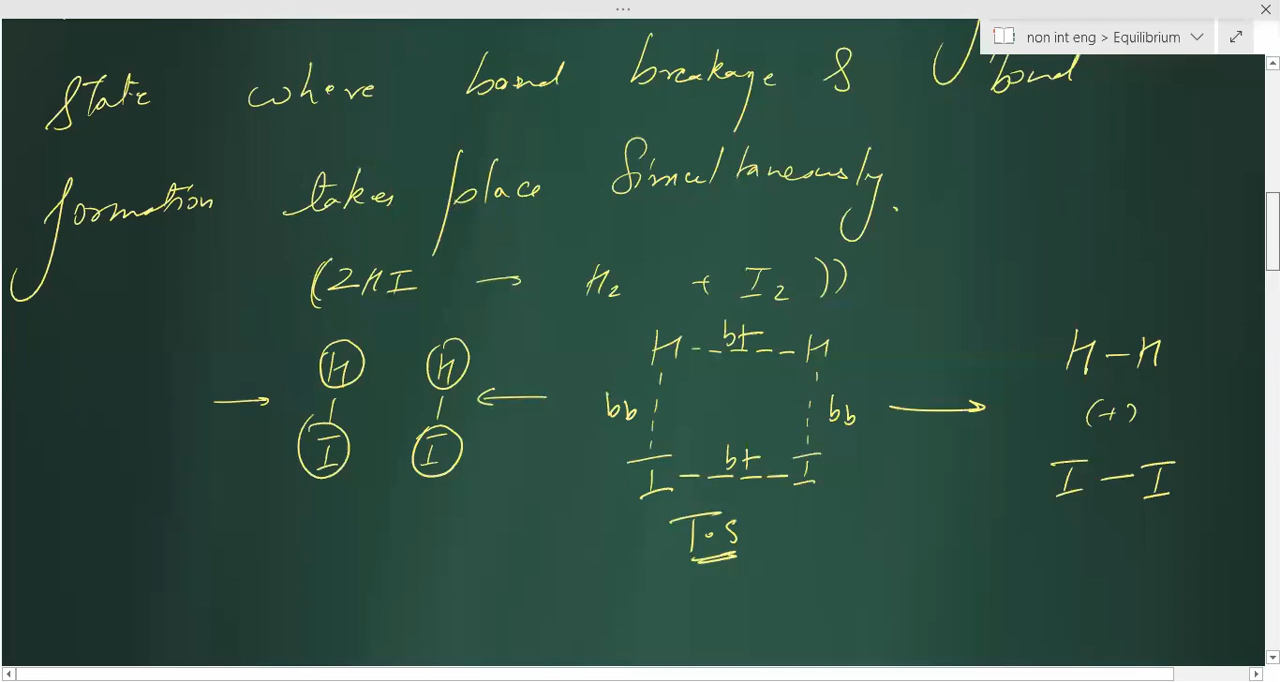 non int eng > Equilibrium
State where bond breakage & bond
formation takes place simultaneously.
(2HI → H2 + I2))
H H H bf H H – H
bb bb (+)
I I I bf I I – I
T.S